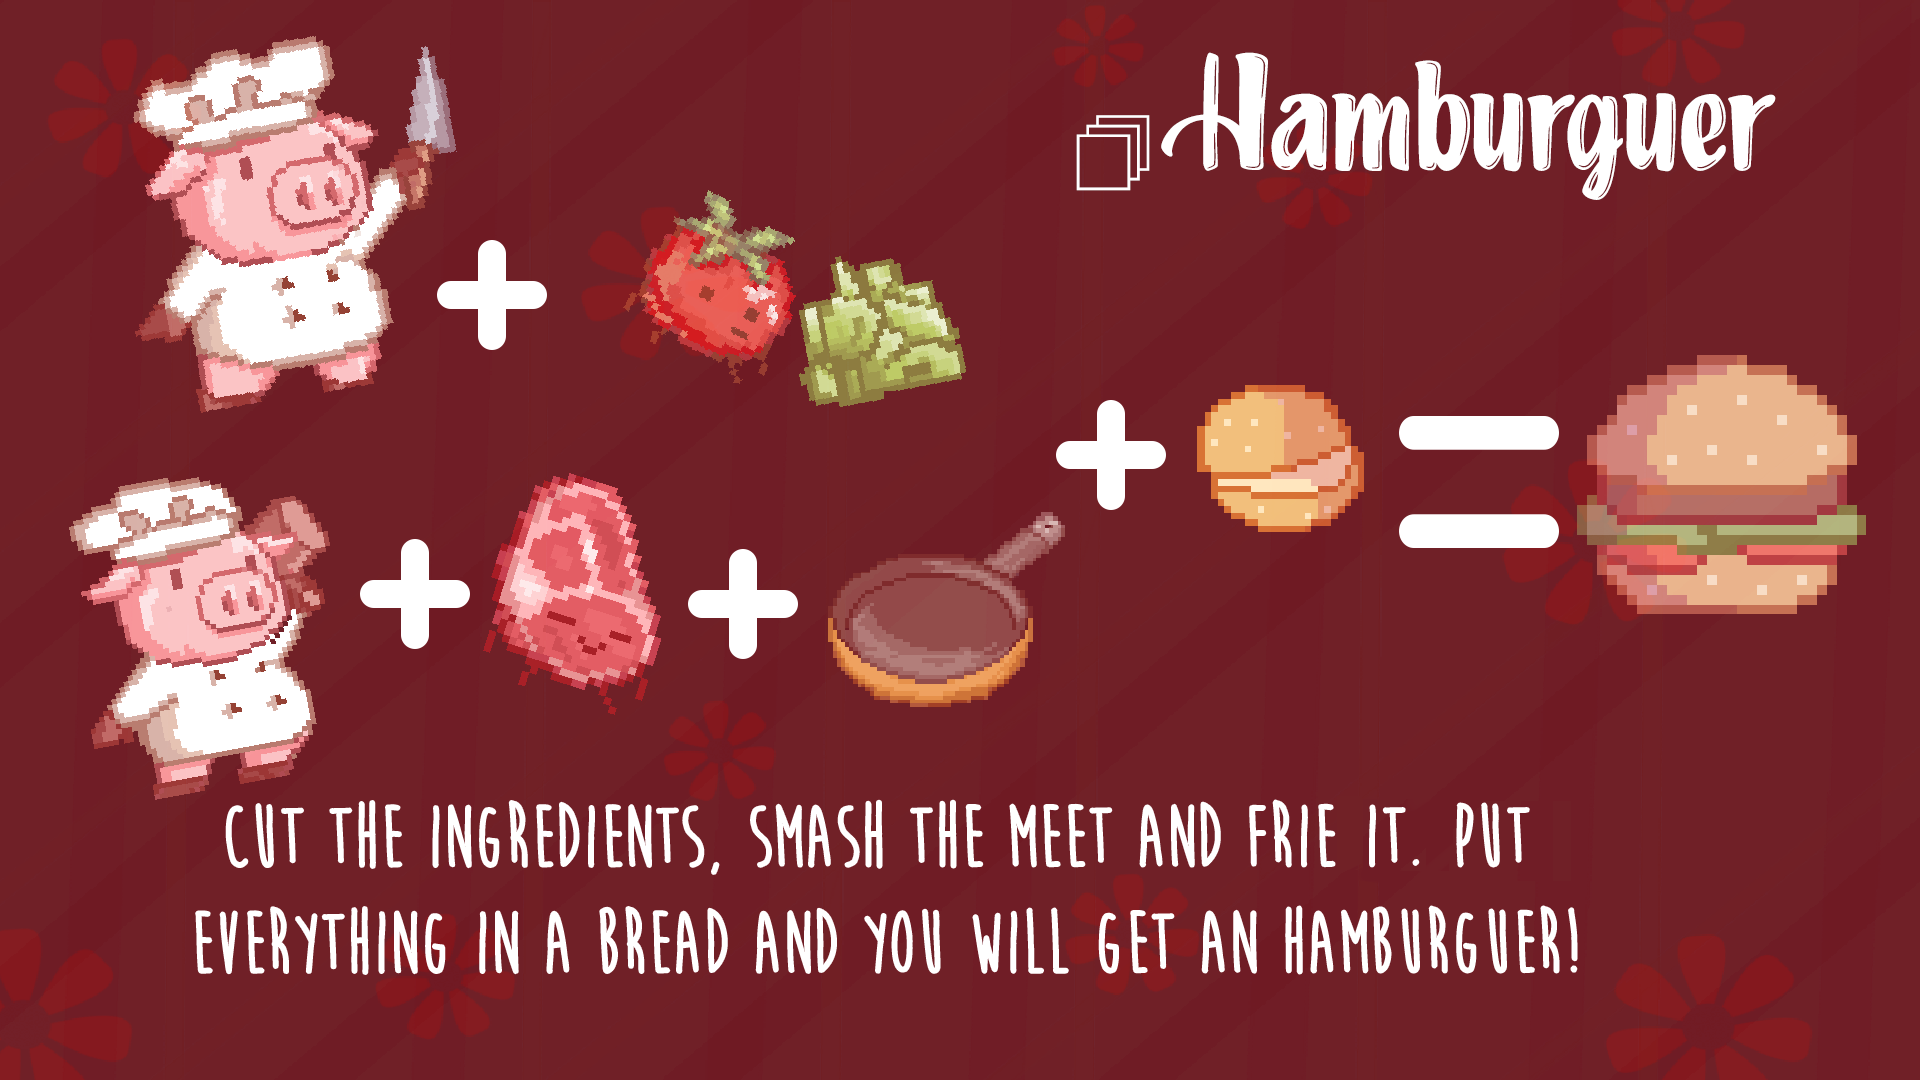 Hamburguer
CUT THE INGREDIENTS, SMASH THE MEET AND FRIE IT. PUT
EVERYTHING IN A BREAD AND YOU WILL GET AN HAMBURGUER!